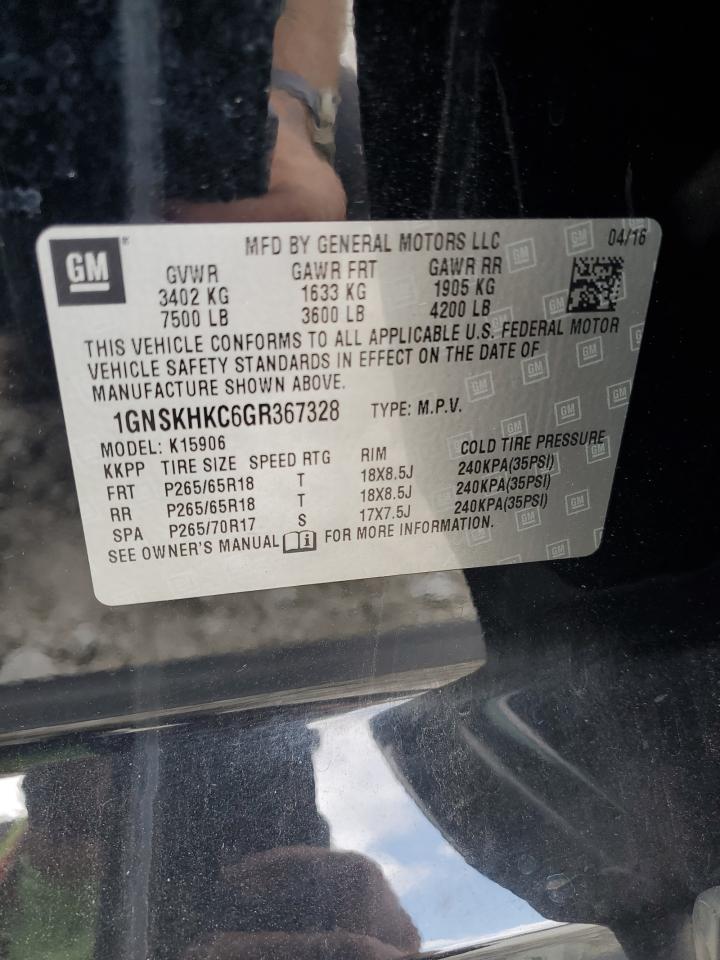 GM ® MFD BY GENERAL MOTORS LLC 04/16
GVWR GAWR FRT GAWR RR
3402 KG 1633 KG 1905 KG
7500 LB 3600 LB 4200 LB
THIS VEHICLE CONFORMS TO ALL APPLICABLE U.S. FEDERAL MOTOR
VEHICLE SAFETY STANDARDS IN EFFECT ON THE DATE OF
MANUFACTURE SHOWN ABOVE.
1GNSKHKC6GR367328 TYPE: M.P.V.
MODEL: K15906
KKPP TIRE SIZE SPEED RTG RIM COLD TIRE PRESSURE
FRT P265/65R18 T 18X8.5J 240KPA(35PSI)
RR P265/65R18 T 18X8.5J 240KPA(35PSI)
SPA P265/70R17 S 17X7.5J 240KPA(35PSI)
SEE OWNER'S MANUAL i FOR MORE INFORMATION.